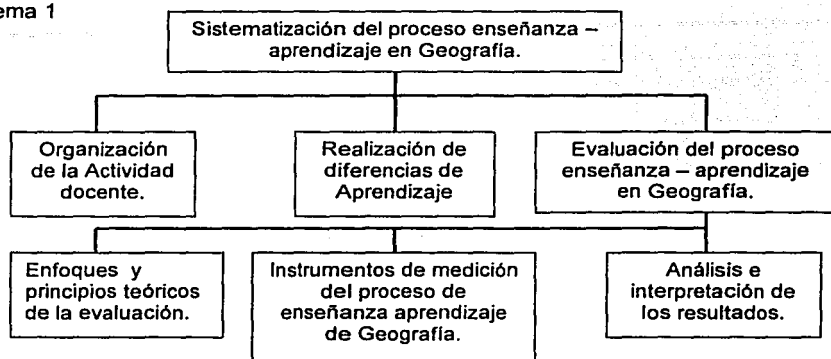 ema 1
Sistematización del proceso enseñanza –
aprendizaje en Geografía.
Organización
de la Actividad
docente.
Realización de
diferencias de
Aprendizaje
Evaluación del proceso
enseñanza – aprendizaje
en Geografía.
Enfoques y
principios teóricos
de la evaluación.
Instrumentos de medición
del proceso de
enseñanza aprendizaje
de Geografía.
Análisis e
interpretación de
los resultados.